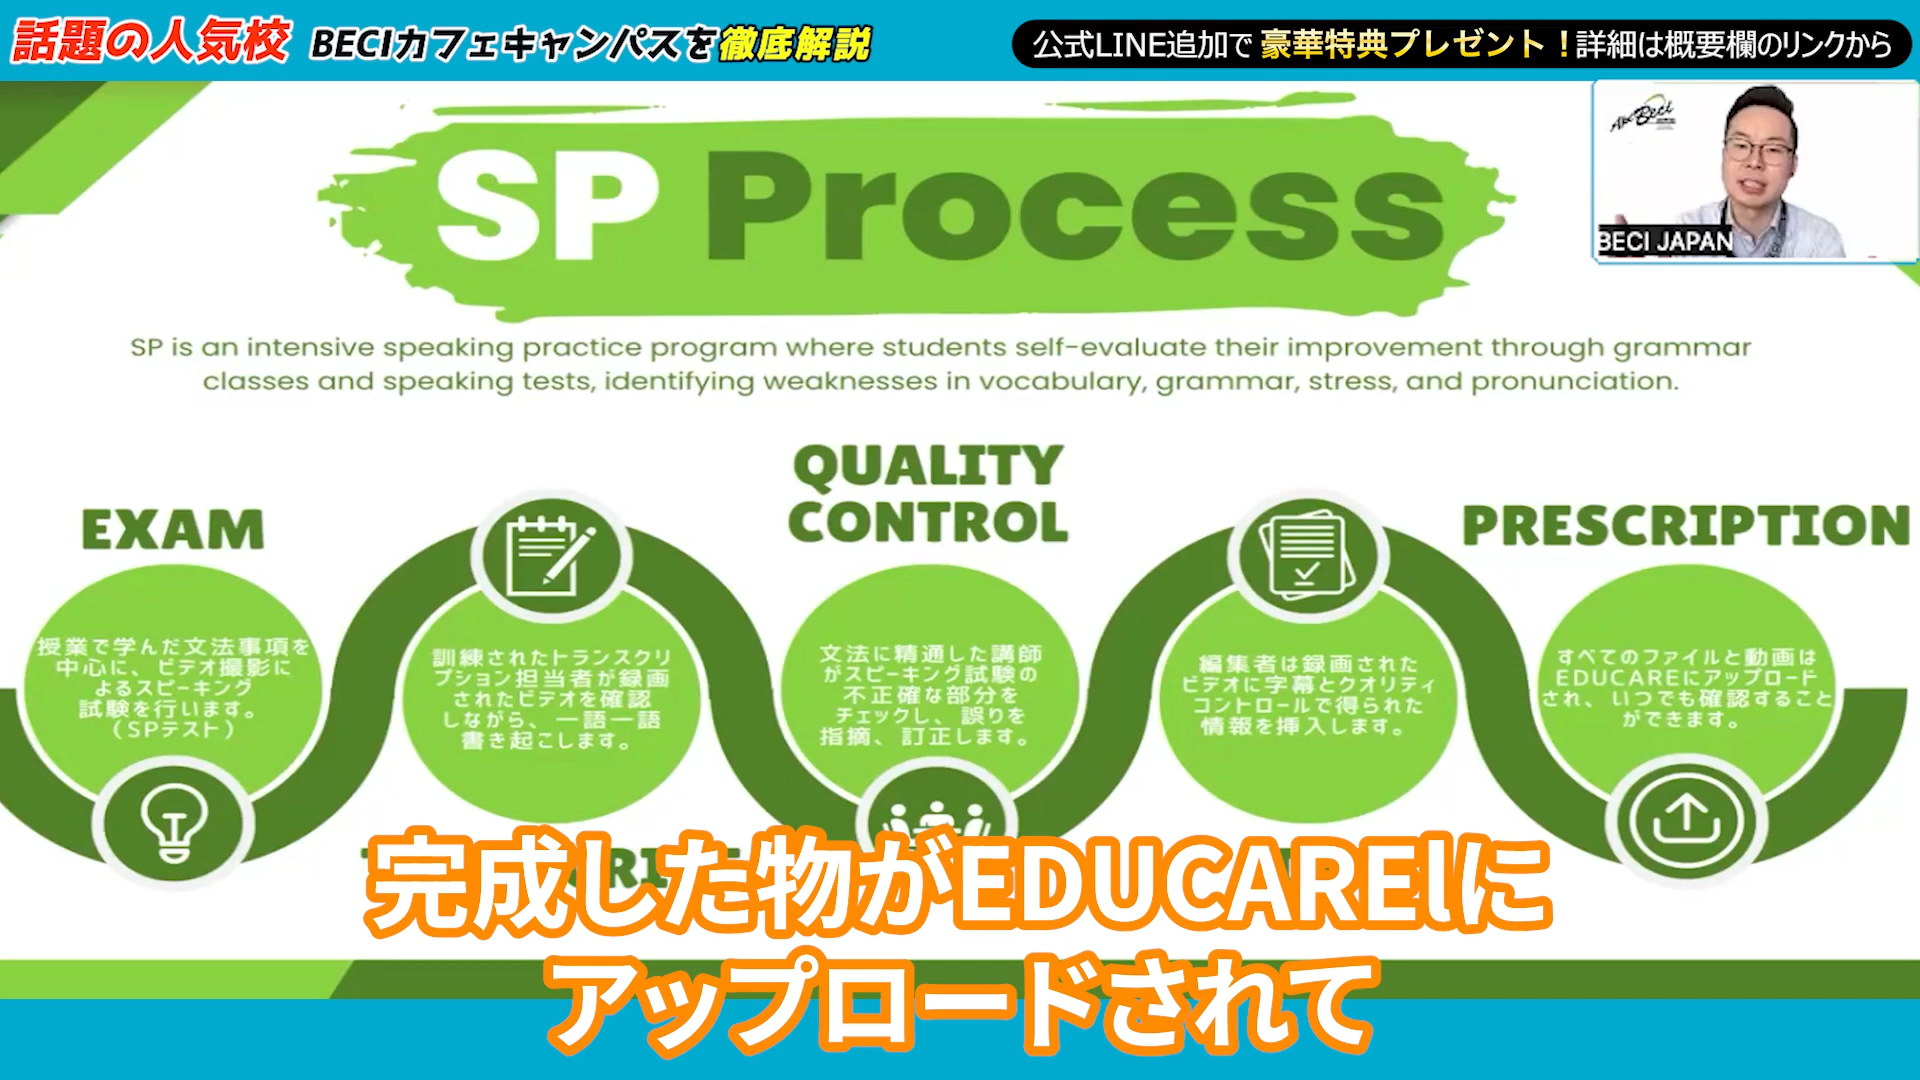 話題の人気校 BECIカフェキャンパスを徹底解説
公式LINE追加で 豪華特典プレゼント!詳細は概要欄のリンクから
Beci
BECI JAPAN
SP Process
SP is an intensive speaking practice program where students self-evaluate their improvement through grammar
classes and speaking tests, identifying weaknesses in vocabulary, grammar, stress, and pronunciation.
EXAM
授業で学んだ文法事項を
中心に、ビデオ撮影に
よるスピーキング
試験を行います。
(SPテスト)
訓練されたトランスクリ
プション担当者が録画
されたビデオを確認
しながら、一語一語
書き起こします。
QUALITY
CONTROL
文法に精通した講師
がスピーキング試験の
不正確な部分を
チェックし、誤りを
指摘、訂正します。
編集者は録画された
ビデオに字幕とクオリティ
コントロールで得られた
情報を挿入します。
PRESCRIPTION
すべてのファイルと動画は
EDUCAREにアップロード
され、いつでも確認すること
ができます。
完成した物がEDUCARElに
アップロードされて